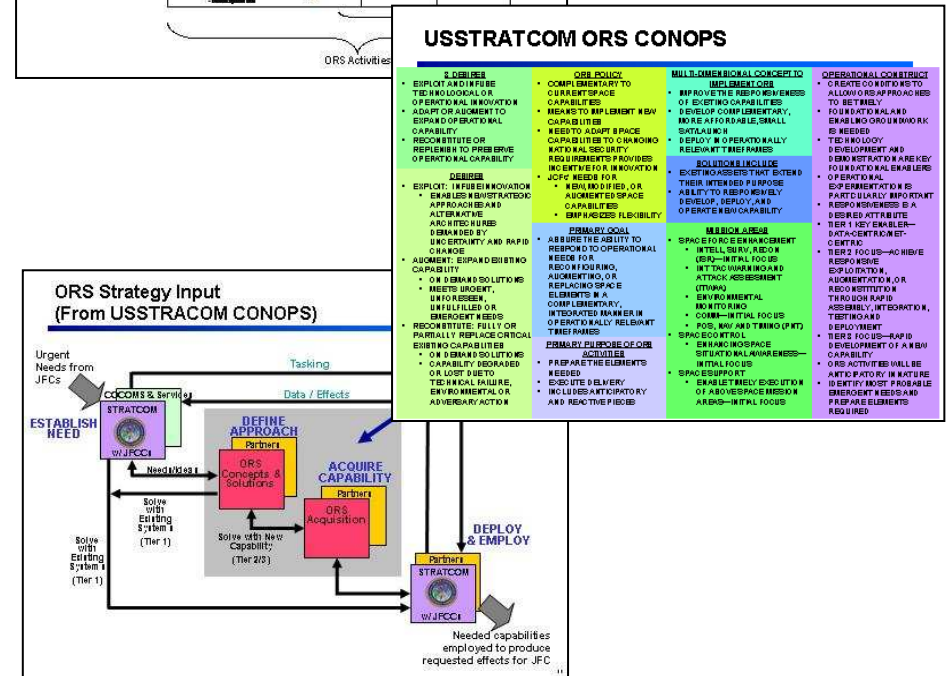 ORS Activities
USSTRATCOM ORS CONOPS
3 DESIRES
• EXPLOIT AND INFUSE
TECHNOLOGICAL OR
OPERATIONAL INNOVATION
• ADAPT OR AUGMENT TO
EXPAND OPERATIONAL
CAPABILITY
• RECONSTITUTE OR
REPLENISH TO PRESERVE
OPERATIONAL CAPABILITY
DESIRES
• EXPLOIT: INFUSE INNOVATION
• ENABLES NEW STRATEGIC
APPROACHES AND
ALTERNATIVE
ARCHITECTURES
DEMANDED BY
UNCERTAINTY AND RAPID
CHANGE
• AUGMENT: EXPAND EXISTING
CAPABILITY
• ON DEMAND SOLUTIONS
• MEETS URGENT,
UNFORESEEN,
UNFULFILLED OR
EMERGENT NEEDS
• RECONSTITUTE: FULLY OR
PARTIALLY REPLACE CRITICAL
EXISTING CAPABILITIES
• ON DEMAND SOLUTIONS
• CAPABILITY DEGRADED
OR LOST DUE TO
TECHNICAL FAILURE,
ENVIRONMENTAL OR
ADVERSARY ACTION
ORS POLICY
• COMPLEMENTARY TO
CURRENT SPACE
CAPABILITIES
• MEANS TO IMPLEMENT NEW
CAPABILITIES
• NEED TO ADAPT SPACE
CAPABILITIES TO CHANGING
NATIONAL SECURITY
REQUIREMENTS PROVIDES
INCENTIVE FOR INNOVATION
• JCFs' NEEDS FOR
• NEW, MODIFIED, OR
AUGMENTED SPACE
CAPABILITIES
• EMPHASIZES FLEXIBILITY
PRIMARY GOAL
• ASSURE THE ABILITY TO
RESPOND TO OPERATIONAL
NEEDS FOR
RECONFIGURING,
AUGMENTING, OR
REPLACING SPACE
ELEMENTS IN A
COMPLEMENTARY,
INTEGRATED MANNER IN
OPERATIONALLY RELEVANT
TIMEFRAMES
PRIMARY PURPOSE OF ORS
ACTIVITIES
• PREPARE THE ELEMENTS
NEEDED
• EXECUTE DELIVERY
• INCLUDES ANTICIPATORY
AND REACTIVE PIECES
MULTI-DIMENSIONAL CONCEPT TO
IMPLEMENT ORS
• IMPROVE THE RESPONSIVENESS
OF EXISTING CAPABILITIES
• DEVELOP COMPLEMENTARY,
MORE AFFORDABLE, SMALL
SAT/LAUNCH
• DEPLOY IN OPERATIONALLY
RELEVANT TIMEFRAMES
SOLUTIONS INCLUDE
• EXISTING ASSETS THAT EXTEND
THEIR INTENDED PURPOSE
• ABILITY TO RESPONSIVELY
DEVELOP, DEPLOY, AND
OPERATE NEW CAPABILITY
MISSION AREAS
• SPACE FORCE ENHANCEMENT
• INTELL, SURV, RECON
(ISR)—INITIAL FOCUS
• INT TAC WARNING AND
ATTACK ASSESSMENT
(ITW/AA)
• ENVIRONMENTAL
MONITORING
• COMM—INITIAL FOCUS
• POS, NAV AND TIMING (PNT)
• SPACE CONTROL
• ENHANCING SPACE
SITUATIONAL AWARENESS—
INITIAL FOCUS
• SPACE SUPPORT
• ENABLE TIMELY EXECUTION
OF ABOVE SPACE MISSION
AREAS—INITIAL FOCUS
OPERATIONAL CONSTRUCT
• CREATE CONDITIONS TO
ALLOW ORS APPROACHES
TO BE TIMELY
• FOUNDATIONAL AND
ENABLING GROUNDWORK
IS NEEDED
• TECHNOLOGY
DEVELOPMENT AND
DEMONSTRATION ARE KEY
FOUNDATIONAL ENABLERS
• OPERATIONAL
EXPERIMENTATION IS
PARTICULARLY IMPORTANT
• RESPONSIVENESS IS A
DESIRED ATTRIBUTE
• TIER 1 KEY ENABLER—
DATA-CENTRIC/NET-
CENTRIC
• TIER 2 FOCUS—ACHIEVE
RESPONSIVE
EXPLOITATION,
AUGMENTATION, OR
RECONSTITUTION
THROUGH RAPID
ASSEMBLY, INTEGRATION,
TESTING AND
DEPLOYMENT
• TIER 3 FOCUS—RAPID
DEVELOPMENT OF A NEW
CAPABILITY
• ORS ACTIVITIES WILL BE
ANTICIPATORY IN NATURE
• IDENTIFY MOST PROBABLE
EMERGENT NEEDS AND
PREPARE ELEMENTS
REQUIRED
ORS Strategy Input
(From USSTRACOM CONOPS)
Urgent
Needs from
JFCs
Tasking
COCOMS & Services
Data / Effects
STRATCOM
w/ JFCCs
ESTABLISH
NEED
DEFINE
APPROACH
Partners
ORS
Concepts &
Solutions
Needs/Ideas
ACQUIRE
CAPABILITY
Partners
ORS
Acquisition
Solve
with
Existing
Systems
(Tier 1)
Solve
with
Existing
Systems
(Tier 1)
Solve with New
Capability
(Tier 2/3)
DEPLOY
& EMPLOY
Partners
STRATCOM
w/ JFCCs
Needed capabilities
employed to produce
requested effects for JFC